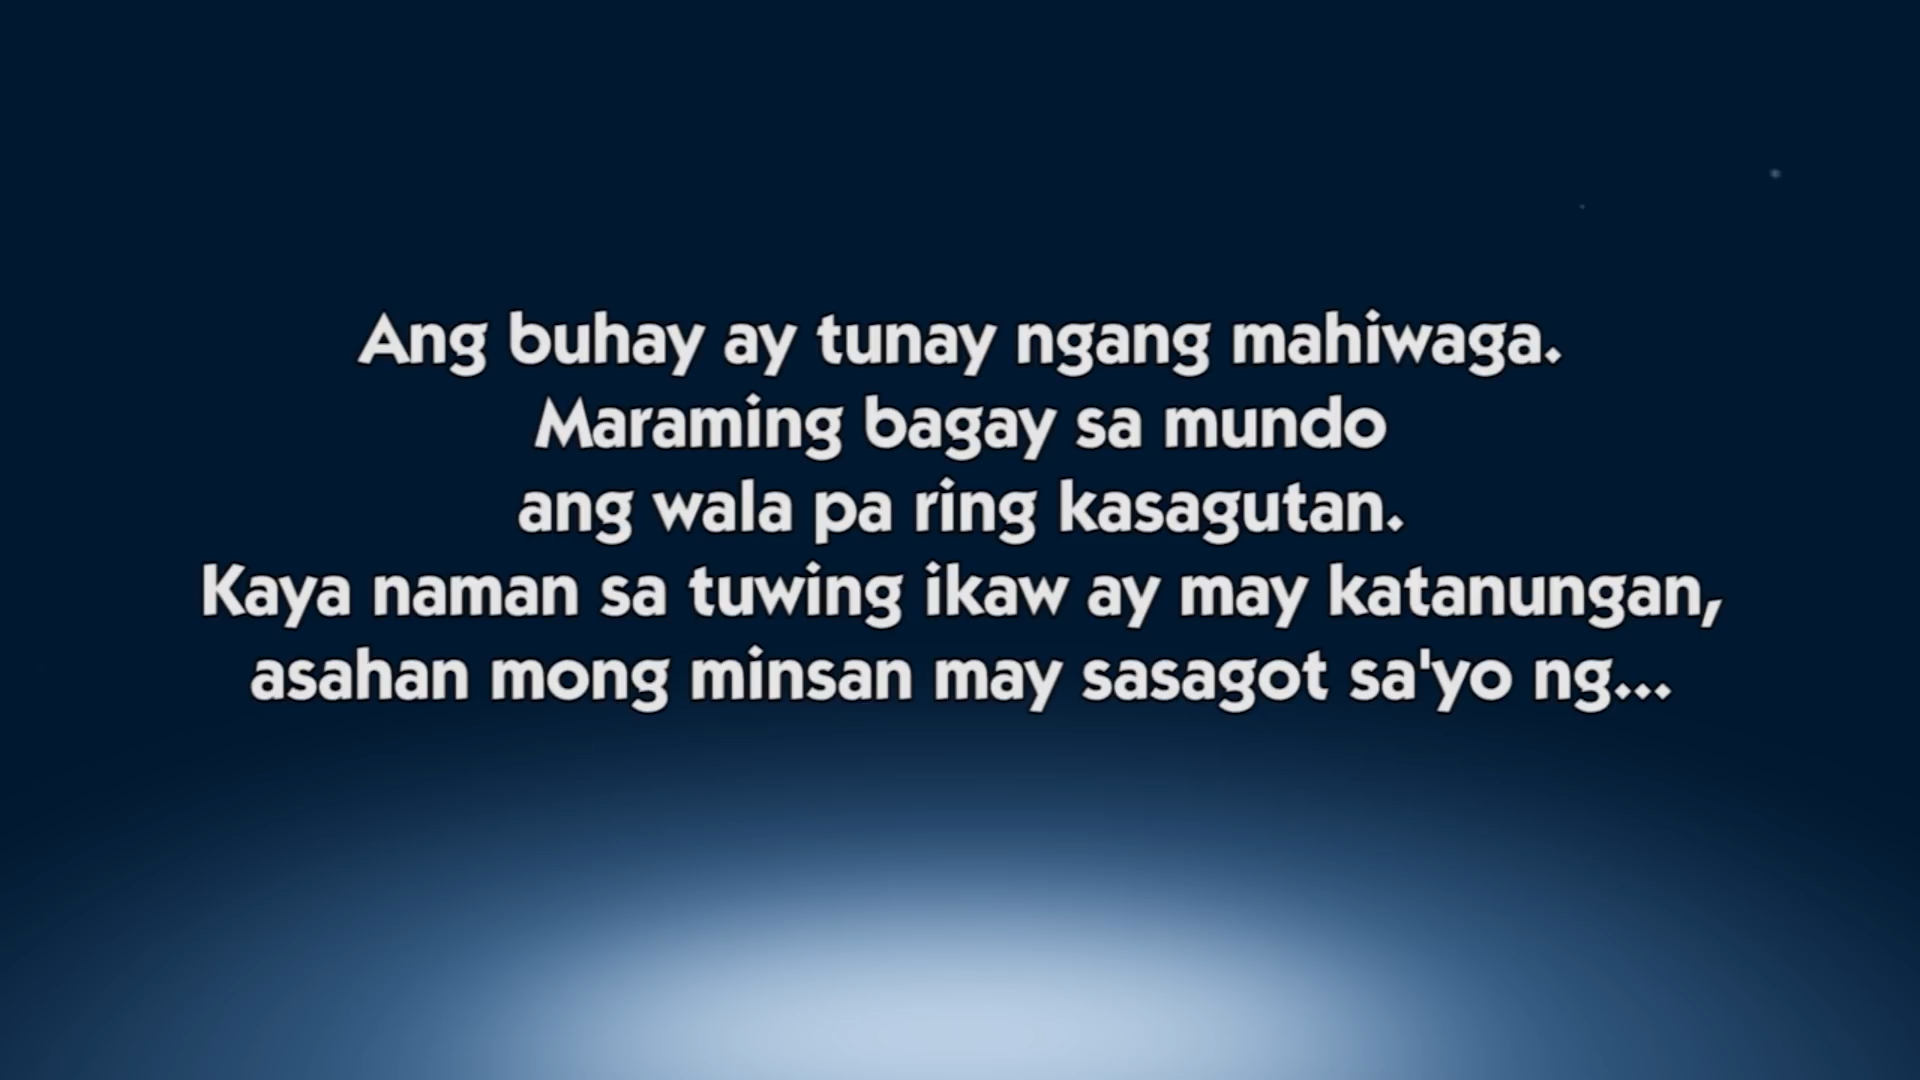 Ang buhay ay tunay ngang mahiwaga.
Maraming bagay sa mundo
ang wala pa ring kasagutan.
Kaya naman sa tuwing ikaw ay may katanungan,
asahan mong minsan may sasagot sa'yo ng...